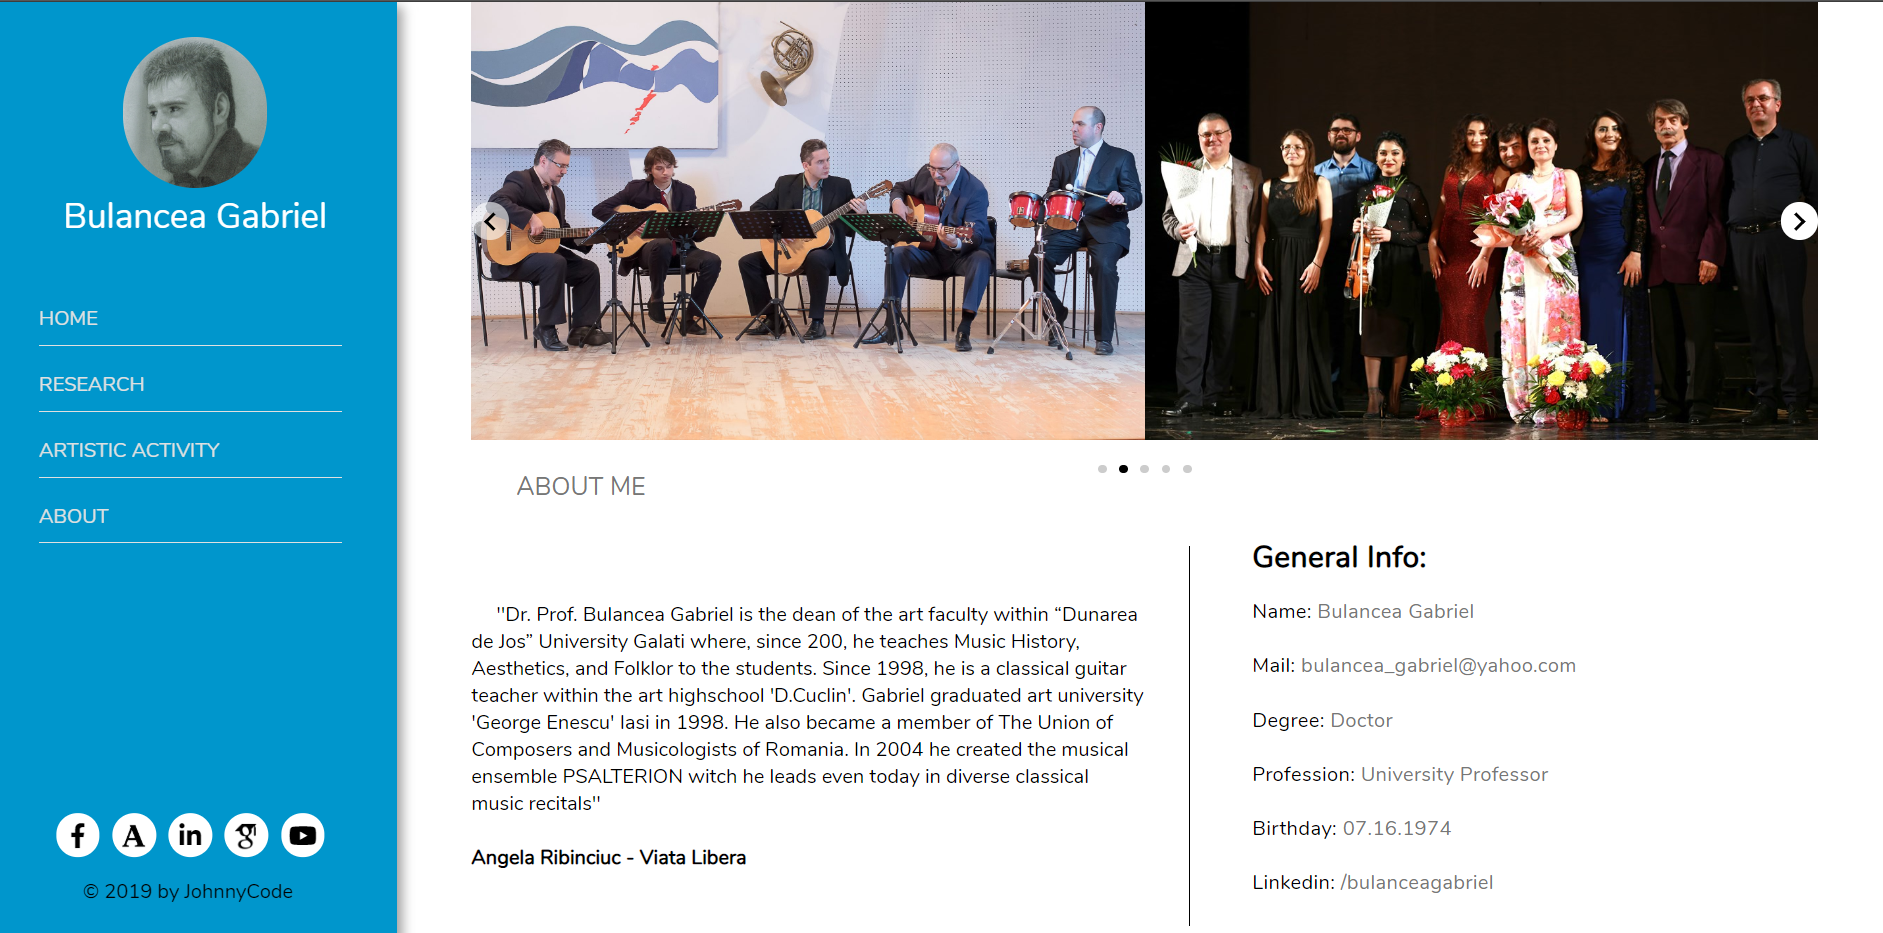 Bulancea Gabriel
HOME
RESEARCH
ARTISTIC ACTIVITY
ABOUT
© 2019 by JohnnyCode
ABOUT ME
"Dr. Prof. Bulancea Gabriel is the dean of the art faculty within “Dunarea
de Jos” University Galati where, since 200, he teaches Music History,
Aesthetics, and Folklor to the students. Since 1998, he is a classical guitar
teacher within the art highschool 'D.Cuclin'. Gabriel graduated art university
'George Enescu' Iasi in 1998. He also became a member of The Union of
Composers and Musicologists of Romania. In 2004 he created the musical
ensemble PSALTERION witch he leads even today in diverse classical
music recitals"
Angela Ribinciuc - Viata Libera
General Info:
Name: Bulancea Gabriel
Mail: bulancea_gabriel@yahoo.com
Degree: Doctor
Profession: University Professor
Birthday: 07.16.1974
Linkedin: /bulanceagabriel